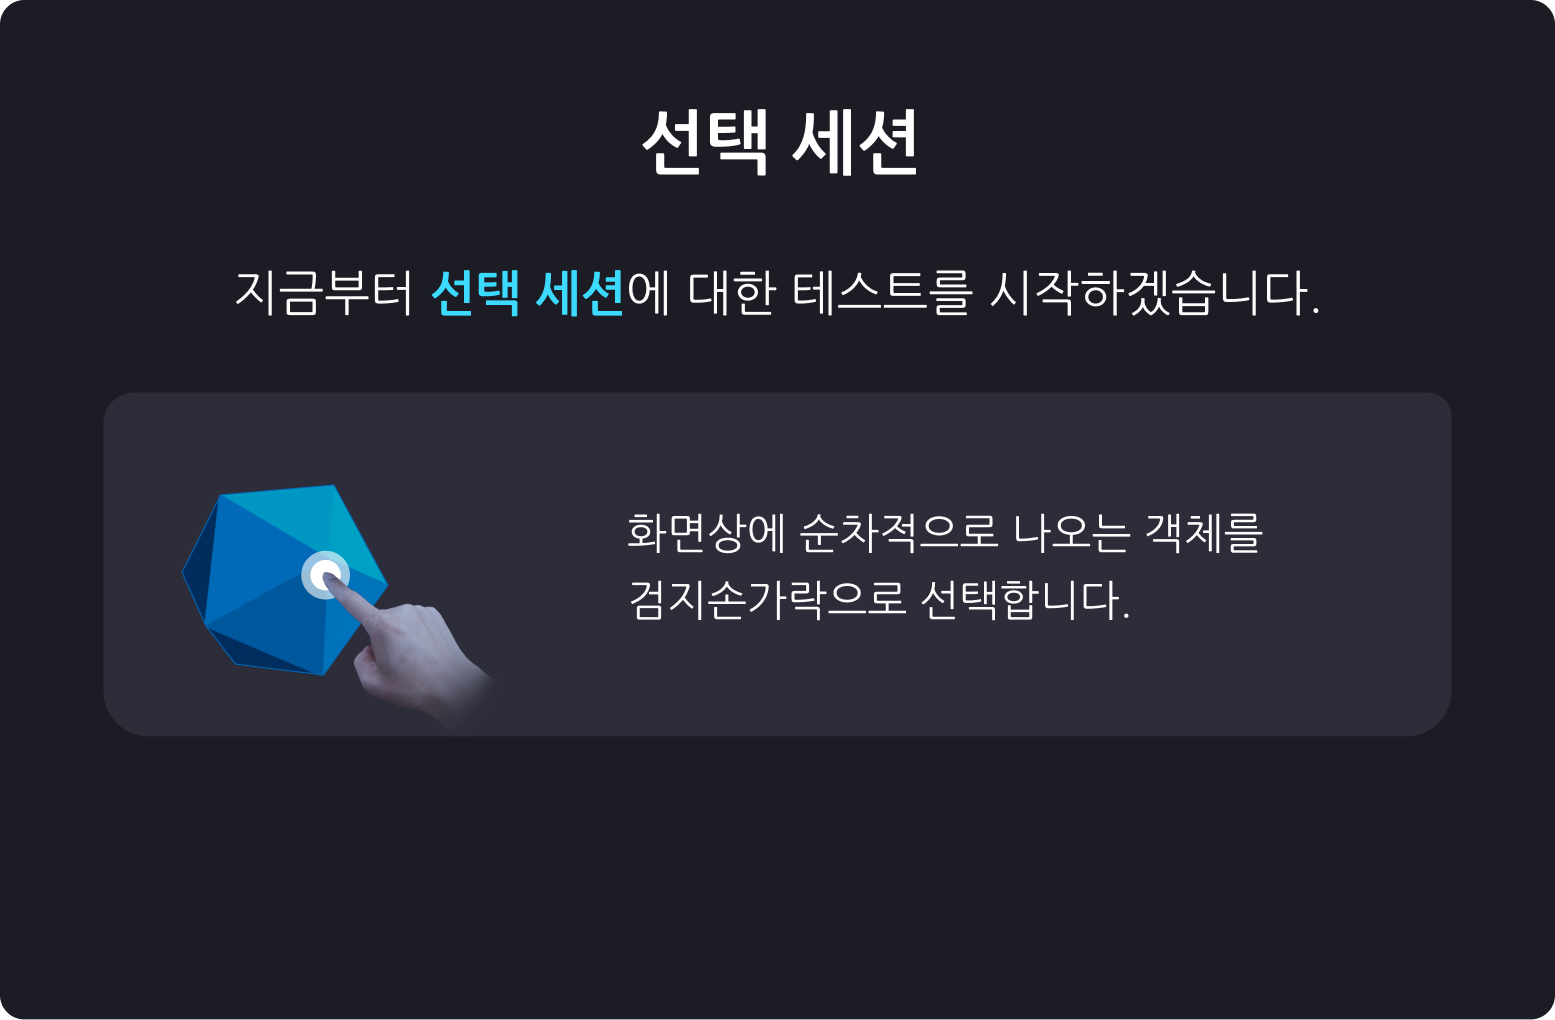 선택 세션
지금부터 선택 세션에 대한 테스트를 시작하겠습니다.
화면상에 순차적으로 나오는 객체를
검지손가락으로 선택합니다.